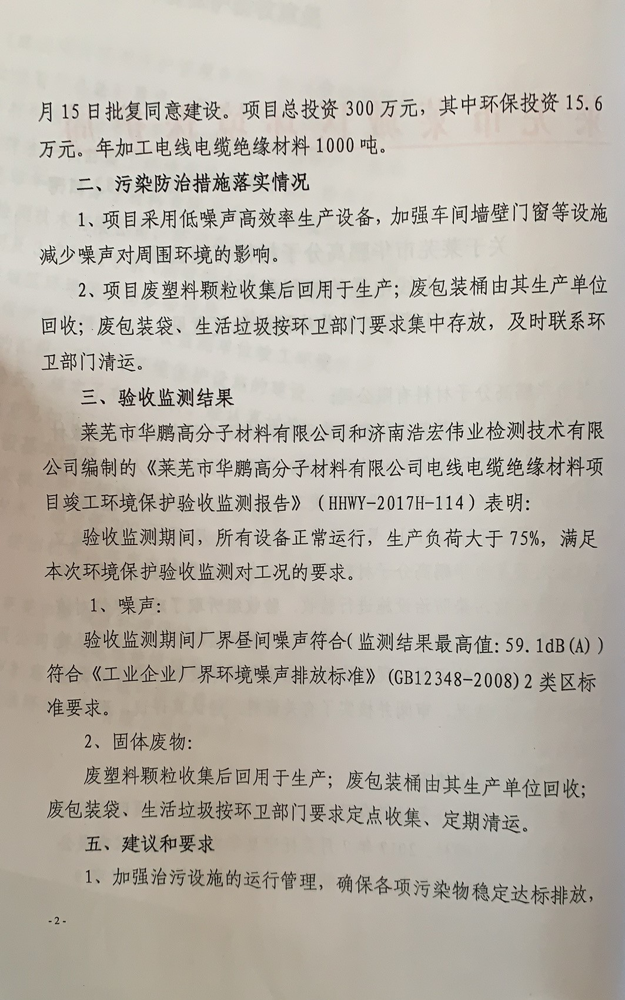 月15日批复同意建设。项目总投资300万元，其中环保投资15.6
万元。年加工电线电缆绝缘材料1000吨。
二、污染防治措施落实情况
1、项目采用低噪声高效率生产设备，加强车间墙壁门窗等设施
减少噪声对周围环境的影响。
2、项目废塑料颗粒收集后回用于生产；废包装桶由其生产单位
回收；废包装袋、生活垃圾按环卫部门要求集中存放，及时联系环
卫部门清运。
三、验收监测结果
莱芜市华鹏高分子材料有限公司和济南浩宏伟业检测技术有限
公司编制的《莱芜市华鹏高分子材料有限公司电线电缆绝缘材料项
目竣工环境保护验收监测报告》（HHWY-2017H-114）表明：
验收监测期间，所有设备正常运行，生产负荷大于75%，满足
本次环境保护验收监测对工况的要求。
1、噪声：
验收监测期间厂界昼间噪声符合(监测结果最高值：59.1dB(A))
符合《工业企业厂界环境噪声排放标准》(GB12348-2008)2类区标
准要求。
2、固体废物：
废塑料颗粒收集后回用于生产；废包装桶由其生产单位回收；
废包装袋、生活垃圾按环卫部门要求定点收集、定期清运。
五、建议和要求
1、加强治污设施的运行管理，确保各项污染物稳定达标排放，
-2-